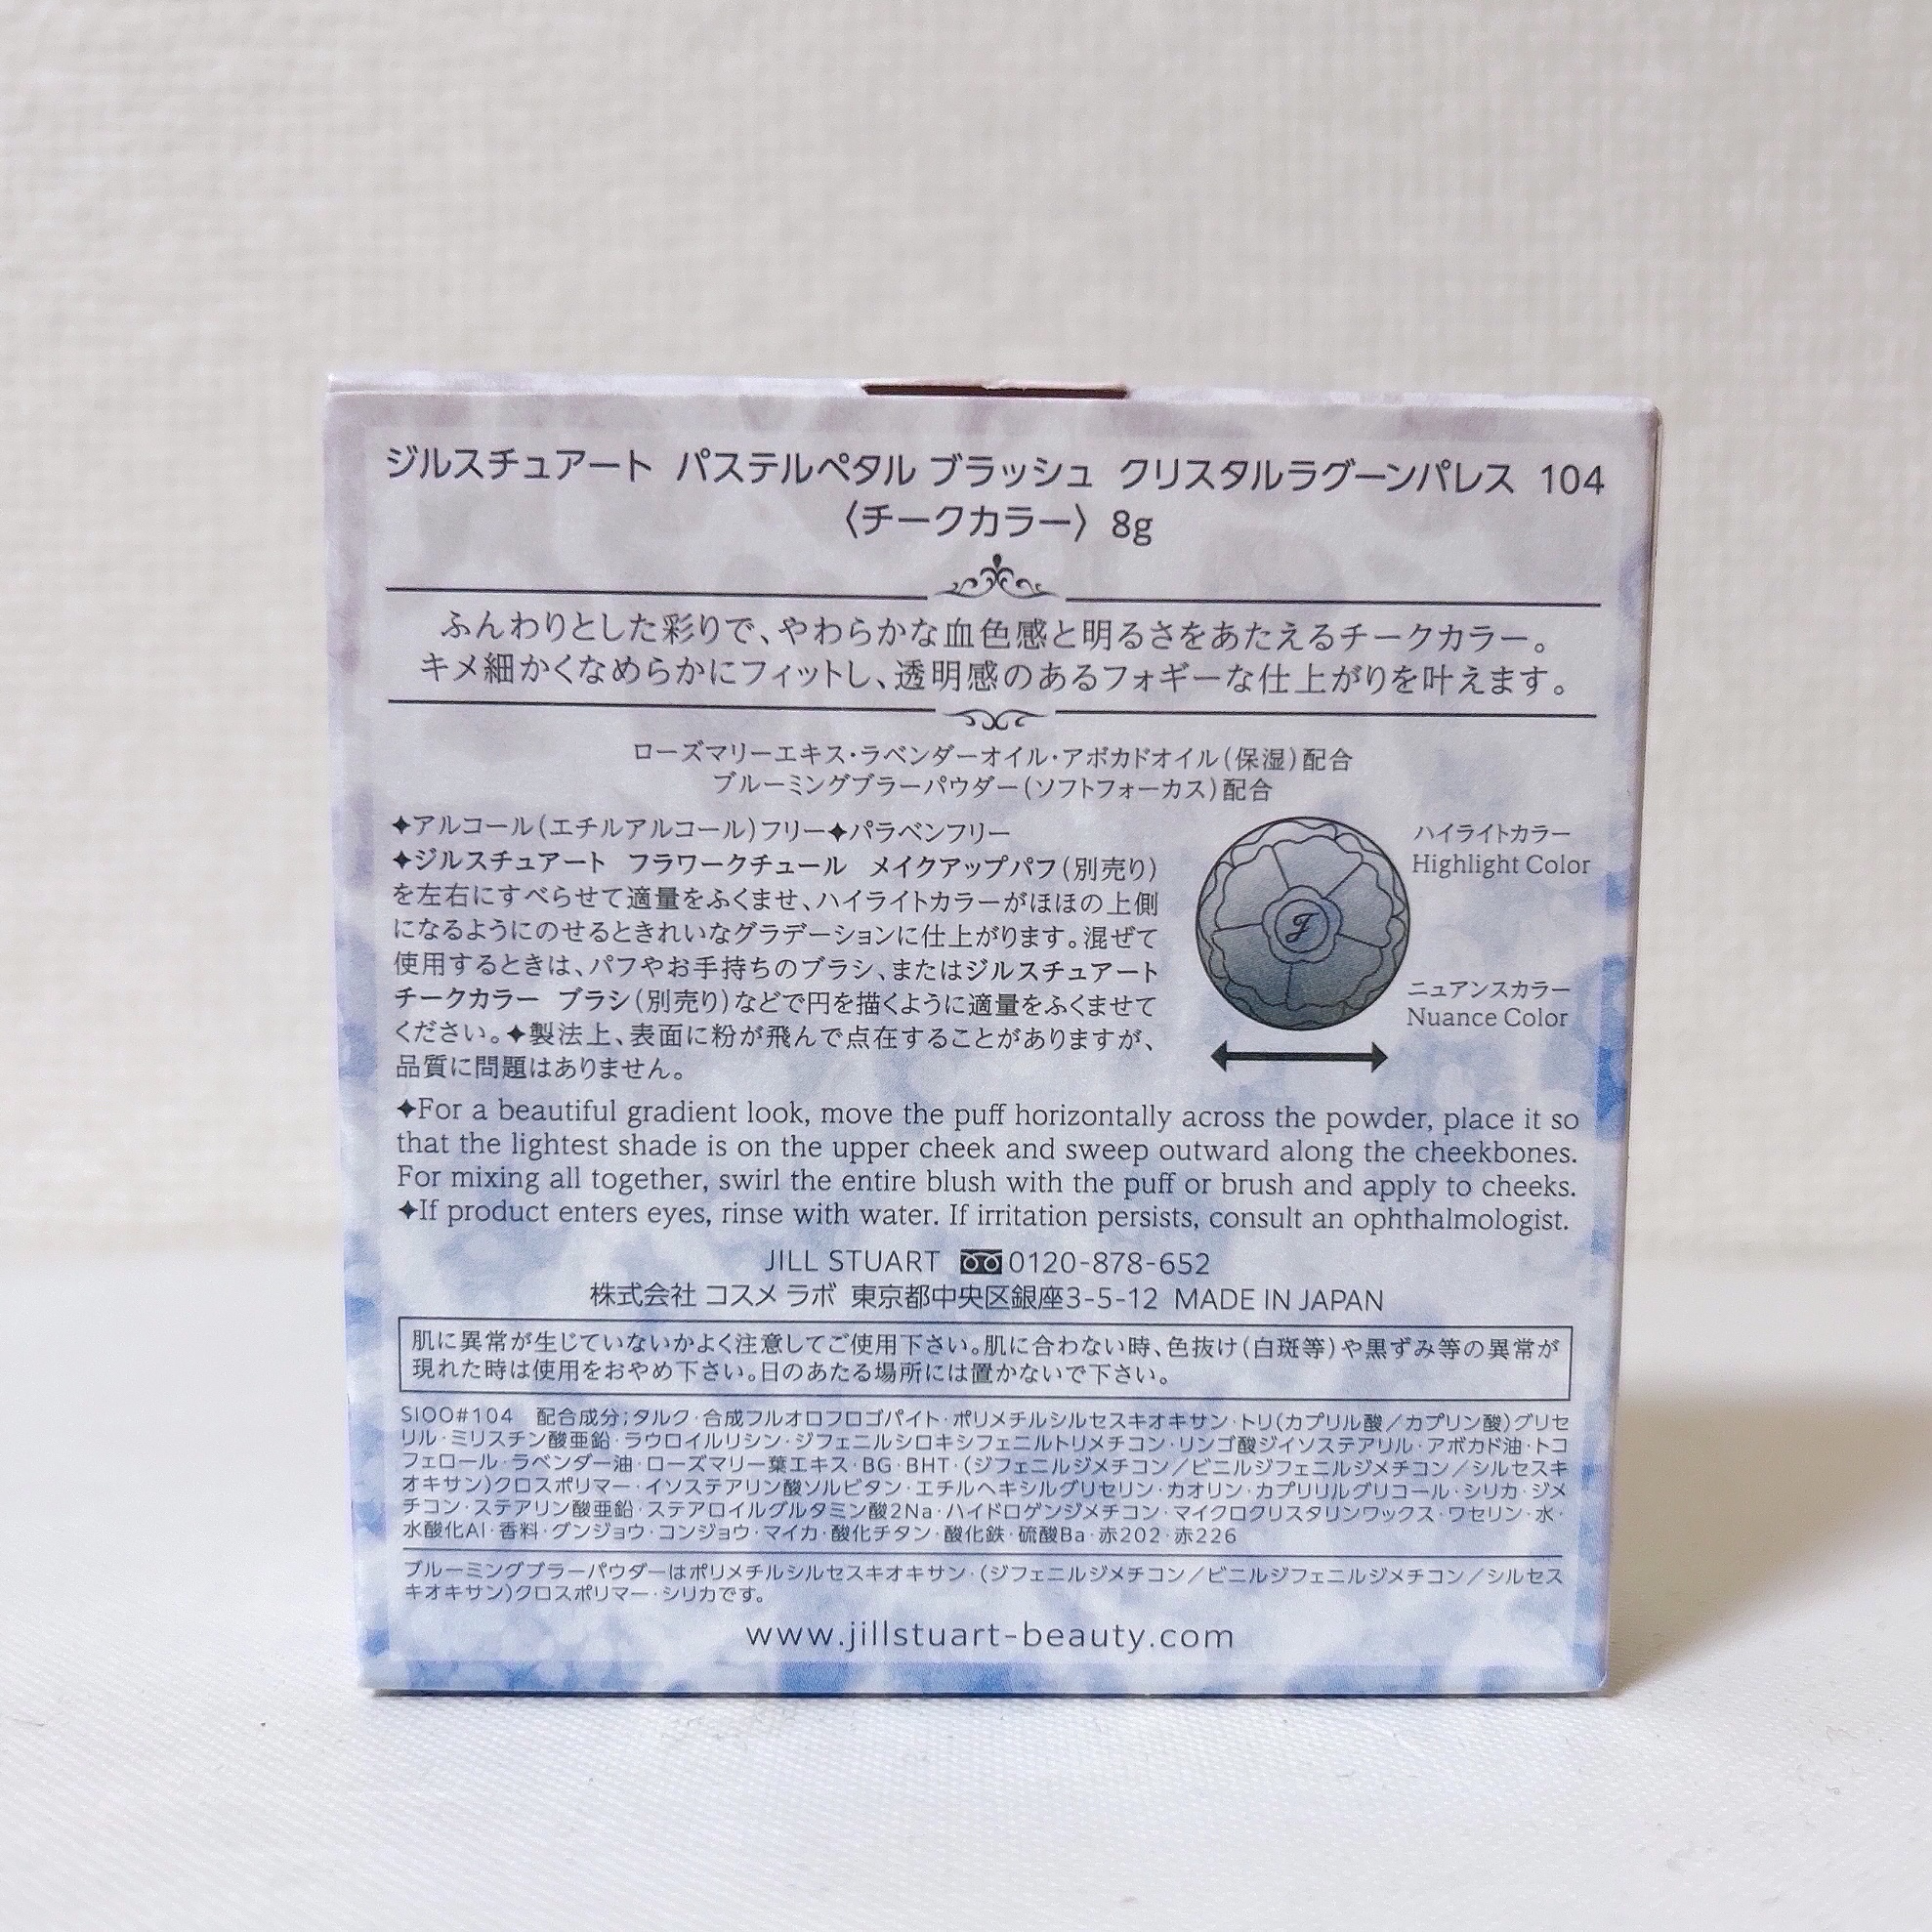 ジルスチュアート パステルペタル ブラッシュ クリスタルラグーンパレス 104
〈チークカラー〉 8g
ふんわりとした彩りで、やわらかな血色感と明るさをあたえるチークカラー。
キメ細かくなめらかにフィットし、透明感のあるフォギーな仕上がりを叶えます。
ローズマリーエキス・ラベンダーオイル・アボカドオイル(保湿)配合
ブルーミングブラーパウダー(ソフトフォーカス)配合
✦アルコール(エチルアルコール)フリー✦パラベンフリー
✦ジルスチュアート フラワークチュール メイクアップパフ(別売り)
を左右にすべらせて適量をふくませ、ハイライトカラーがほほの上側
になるようにのせるときれいなグラデーションに仕上がります。混ぜて
使用するときは、パフやお手持ちのブラシ、またはジルスチュアート
チークカラー ブラシ(別売り)などで円を描くように適量をふくませて
ください。✦製法上、表面に粉が飛んで点在することがありますが、
品質に問題はありません。
ハイライトカラー
Highlight Color
J
ニュアンスカラー
Nuance Color
✦For a beautiful gradient look, move the puff horizontally across the powder, place it so
that the lightest shade is on the upper cheek and sweep outward along the cheekbones.
For mixing all together, swirl the entire blush with the puff or brush and apply to cheeks.
✦If product enters eyes, rinse with water. If irritation persists, consult an ophthalmologist.
JILL STUART 0120-878-652
株式会社 コスメ ラボ 東京都中央区銀座3-5-12 MADE IN JAPAN
肌に異常が生じていないかよく注意してご使用下さい。肌に合わない時、色抜け(白斑等)や黒ずみ等の異常が
現れた時は使用をおやめ下さい。日のあたる場所には置かないで下さい。
SIOO#104 配合成分;タルク・合成フルオロフロゴパイト・ポリメチルシルセスキオキサン・トリ(カプリル酸/カプリン酸)グリセ
リル・ミリスチン酸亜鉛・ラウロイルリシン・ジフェニルシロキシフェニルトリメチコン・リンゴ酸ジイソステアリル・アボカド油・トコ
フェロール・ラベンダー油・ローズマリー葉エキス・BG・BHT・(ジフェニルジメチコン/ビニルジフェニルジメチコン/シルセスキ
オキサン)クロスポリマー・イソステアリン酸ソルビタン・エチルヘキシルグリセリン・カオリン・カプリリルグリコール・シリカ・ジメ
チコン・ステアリン酸亜鉛・ステアロイルグルタミン酸2Na・ハイドロゲンジメチコン・マイクロクリスタリンワックス・ワセリン・水・
水酸化Al・香料・グンジョウ・コンジョウ・マイカ・酸化チタン・酸化鉄・硫酸Ba・赤202・赤226
ブルーミングブラーパウダーはポリメチルシルセスキオキサン・(ジフェニルジメチコン/ビニルジフェニルジメチコン/シルセス
キオキサン)クロスポリマー・シリカです。
www.jillstuart-beauty.com